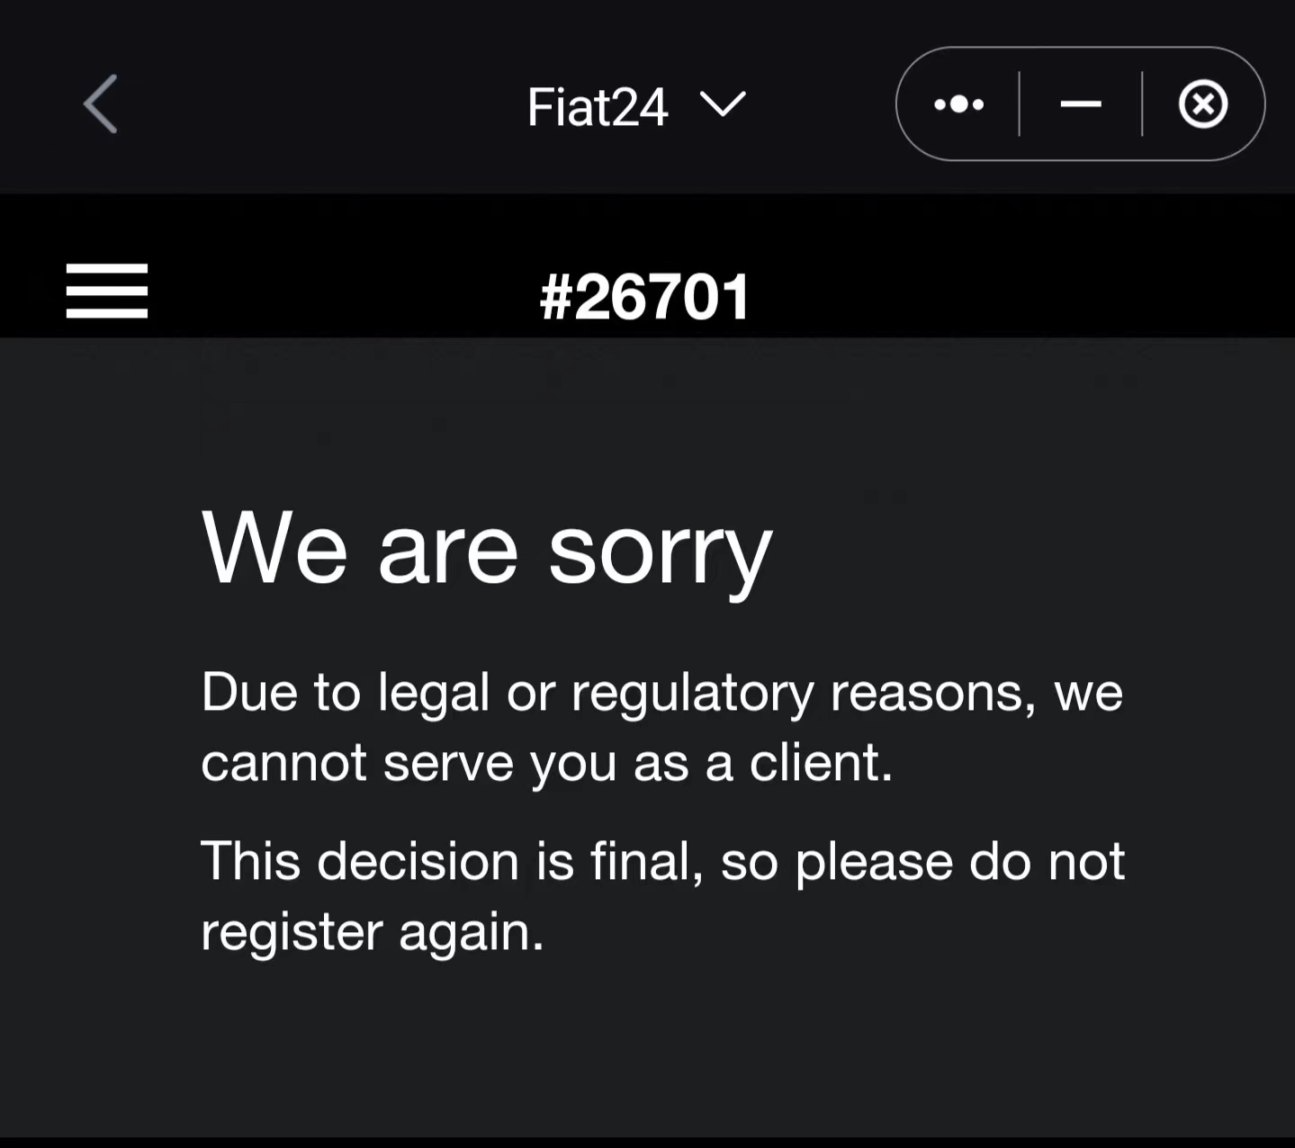 Fiat24
#26701
We are sorry
Due to legal or regulatory reasons, we
cannot serve you as a client.
This decision is final, so please do not
register again.